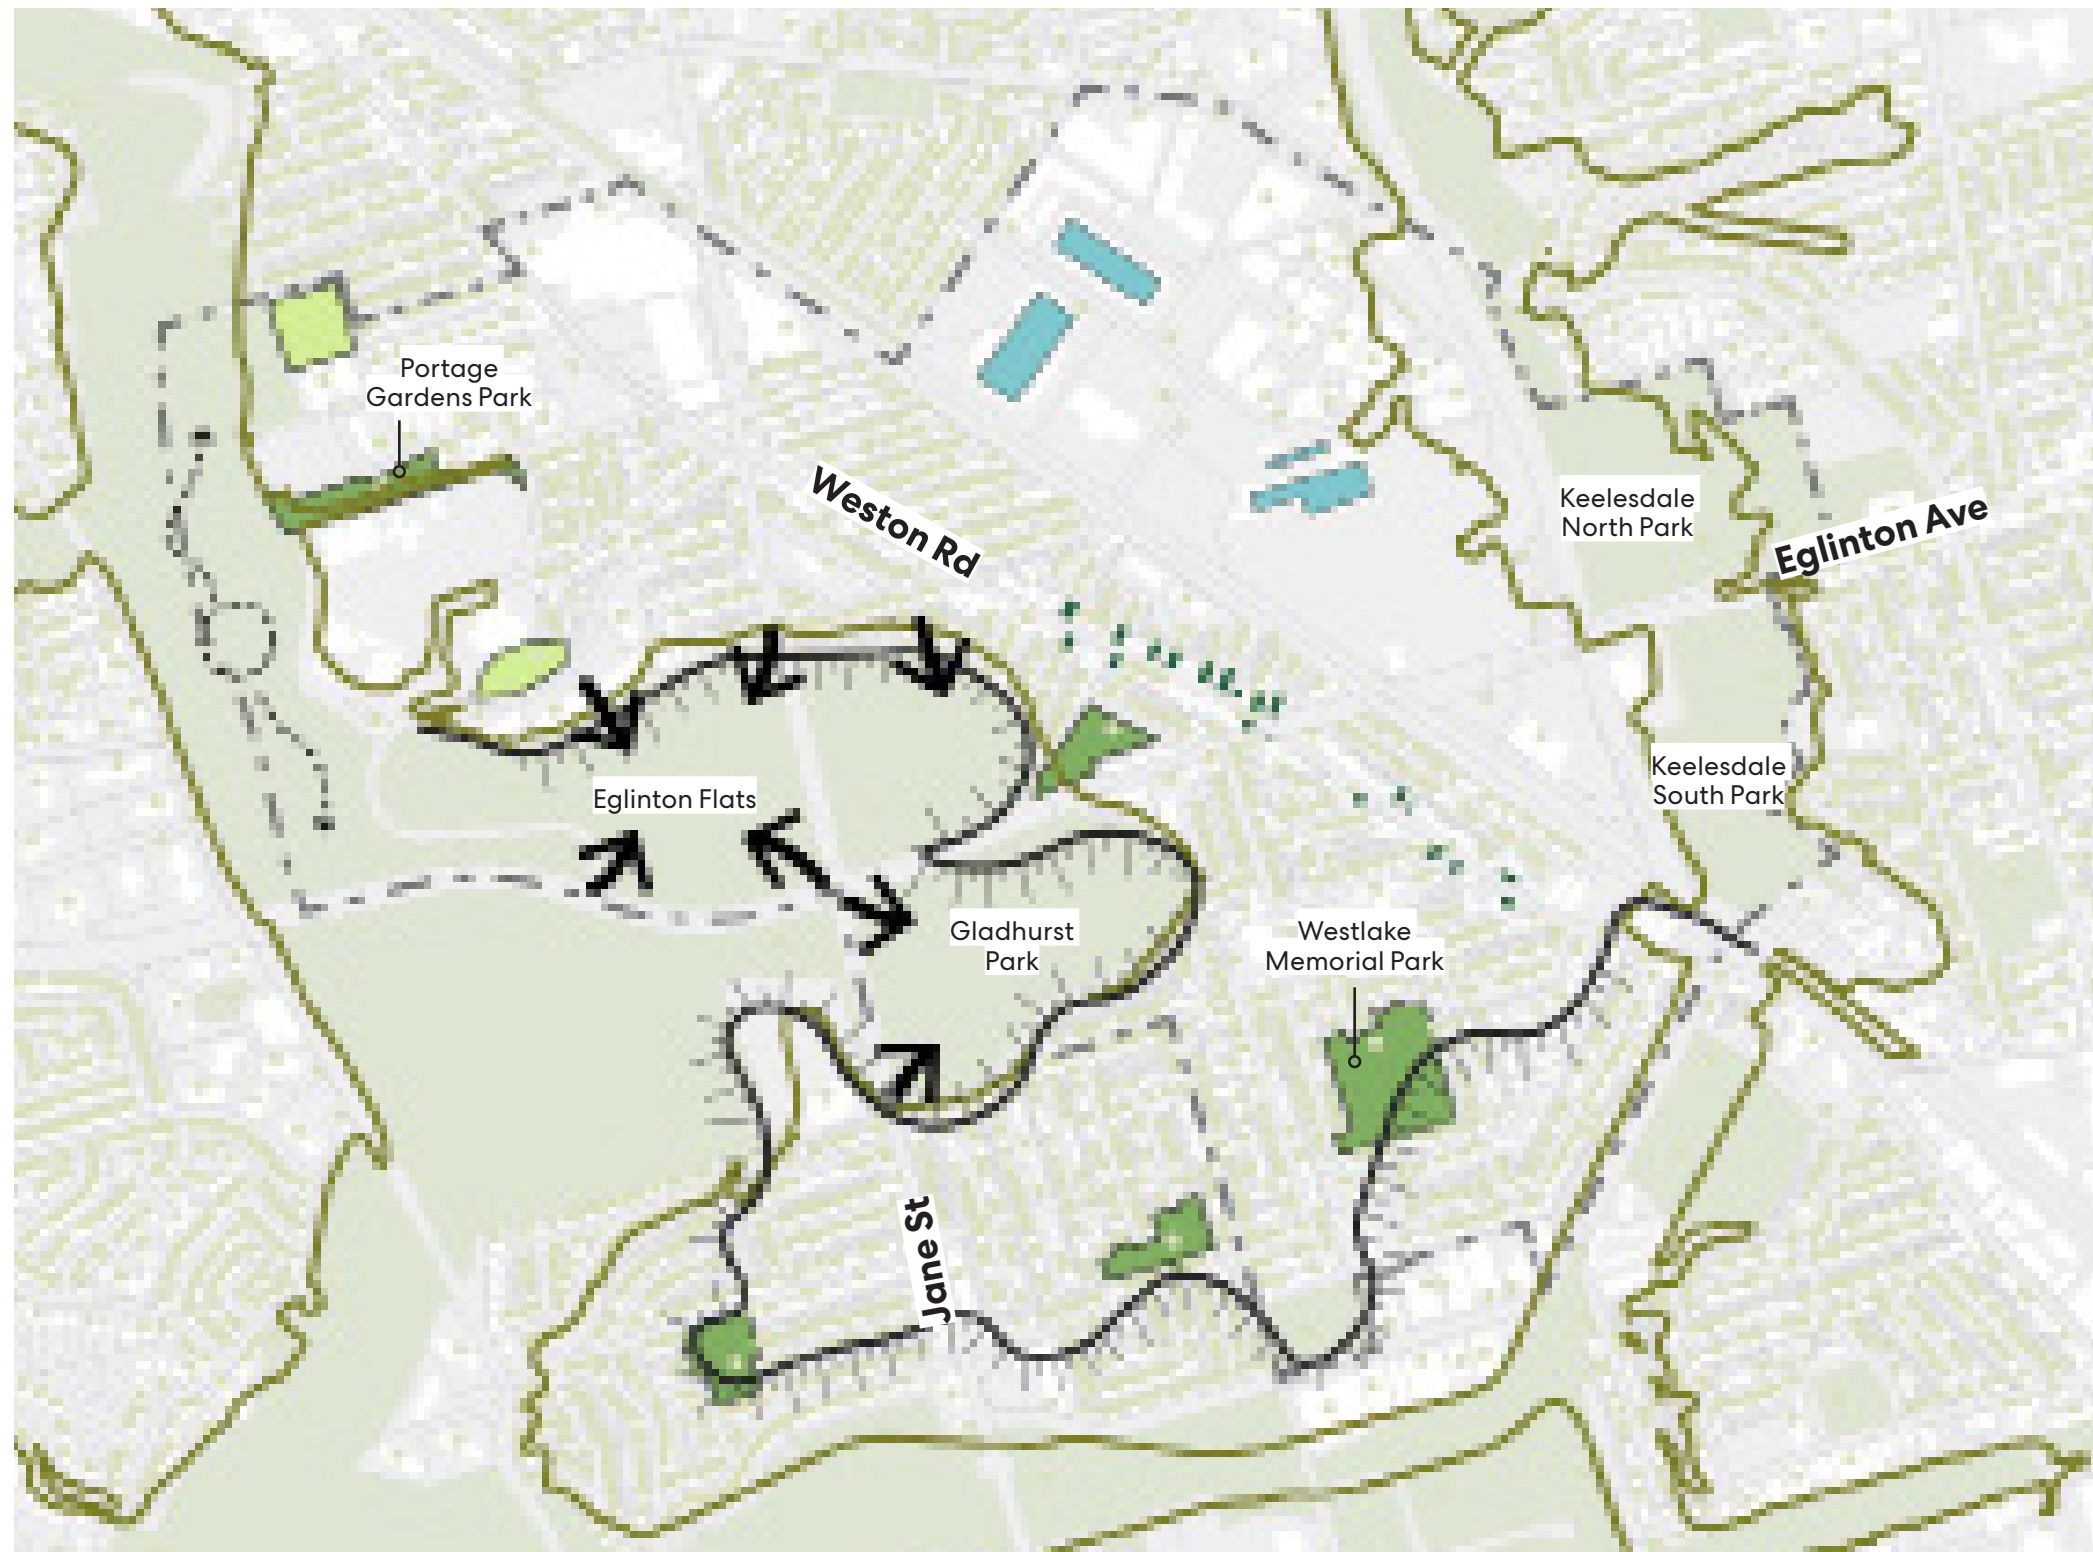 Portage
Gardens Park
Weston Rd
Keelesdale
North Park
Eglinton Ave
Keelesdale
South Park
Eglinton Flats
Gladhurst
Park
Westlake
Memorial Park
Jane St